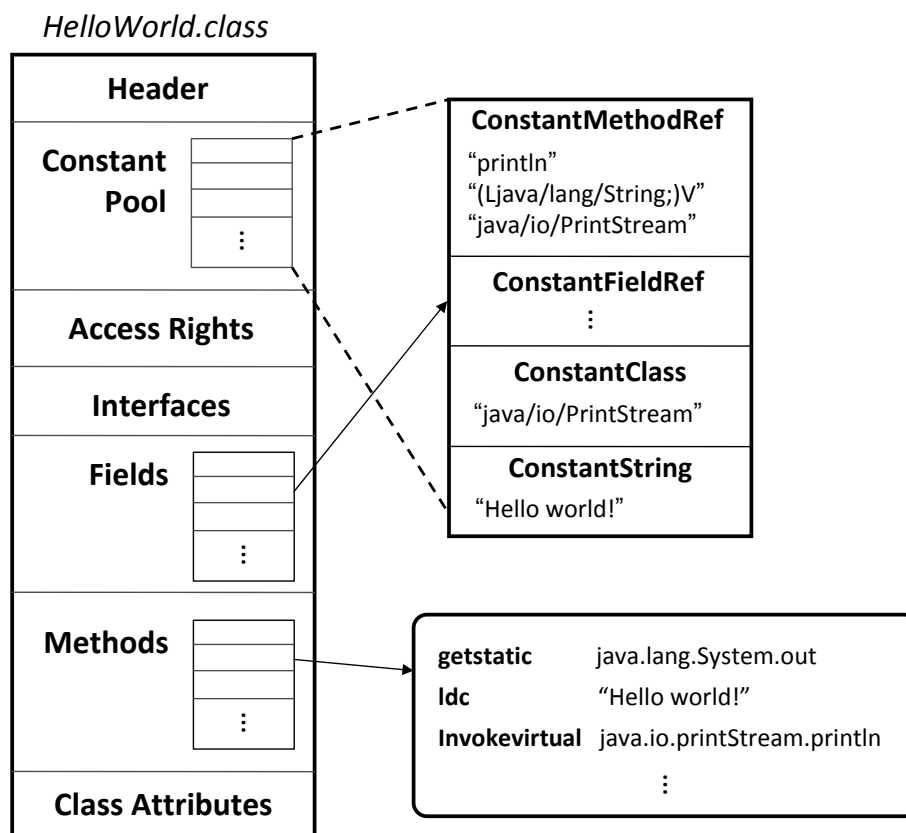 HelloWorld.class
Header
Constant
Pool
⋮
Access Rights
Interfaces
Fields
⋮
Methods
⋮
Class Attributes
ConstantMethodRef
“println”
“(Ljava/lang/String;)V”
“java/io/PrintStream”
ConstantFieldRef
⋮
ConstantClass
“java/io/PrintStream”
ConstantString
“Hello world!”
getstatic java.lang.System.out
ldc “Hello world!”
Invokevirtual java.io.printStream.println
⋮